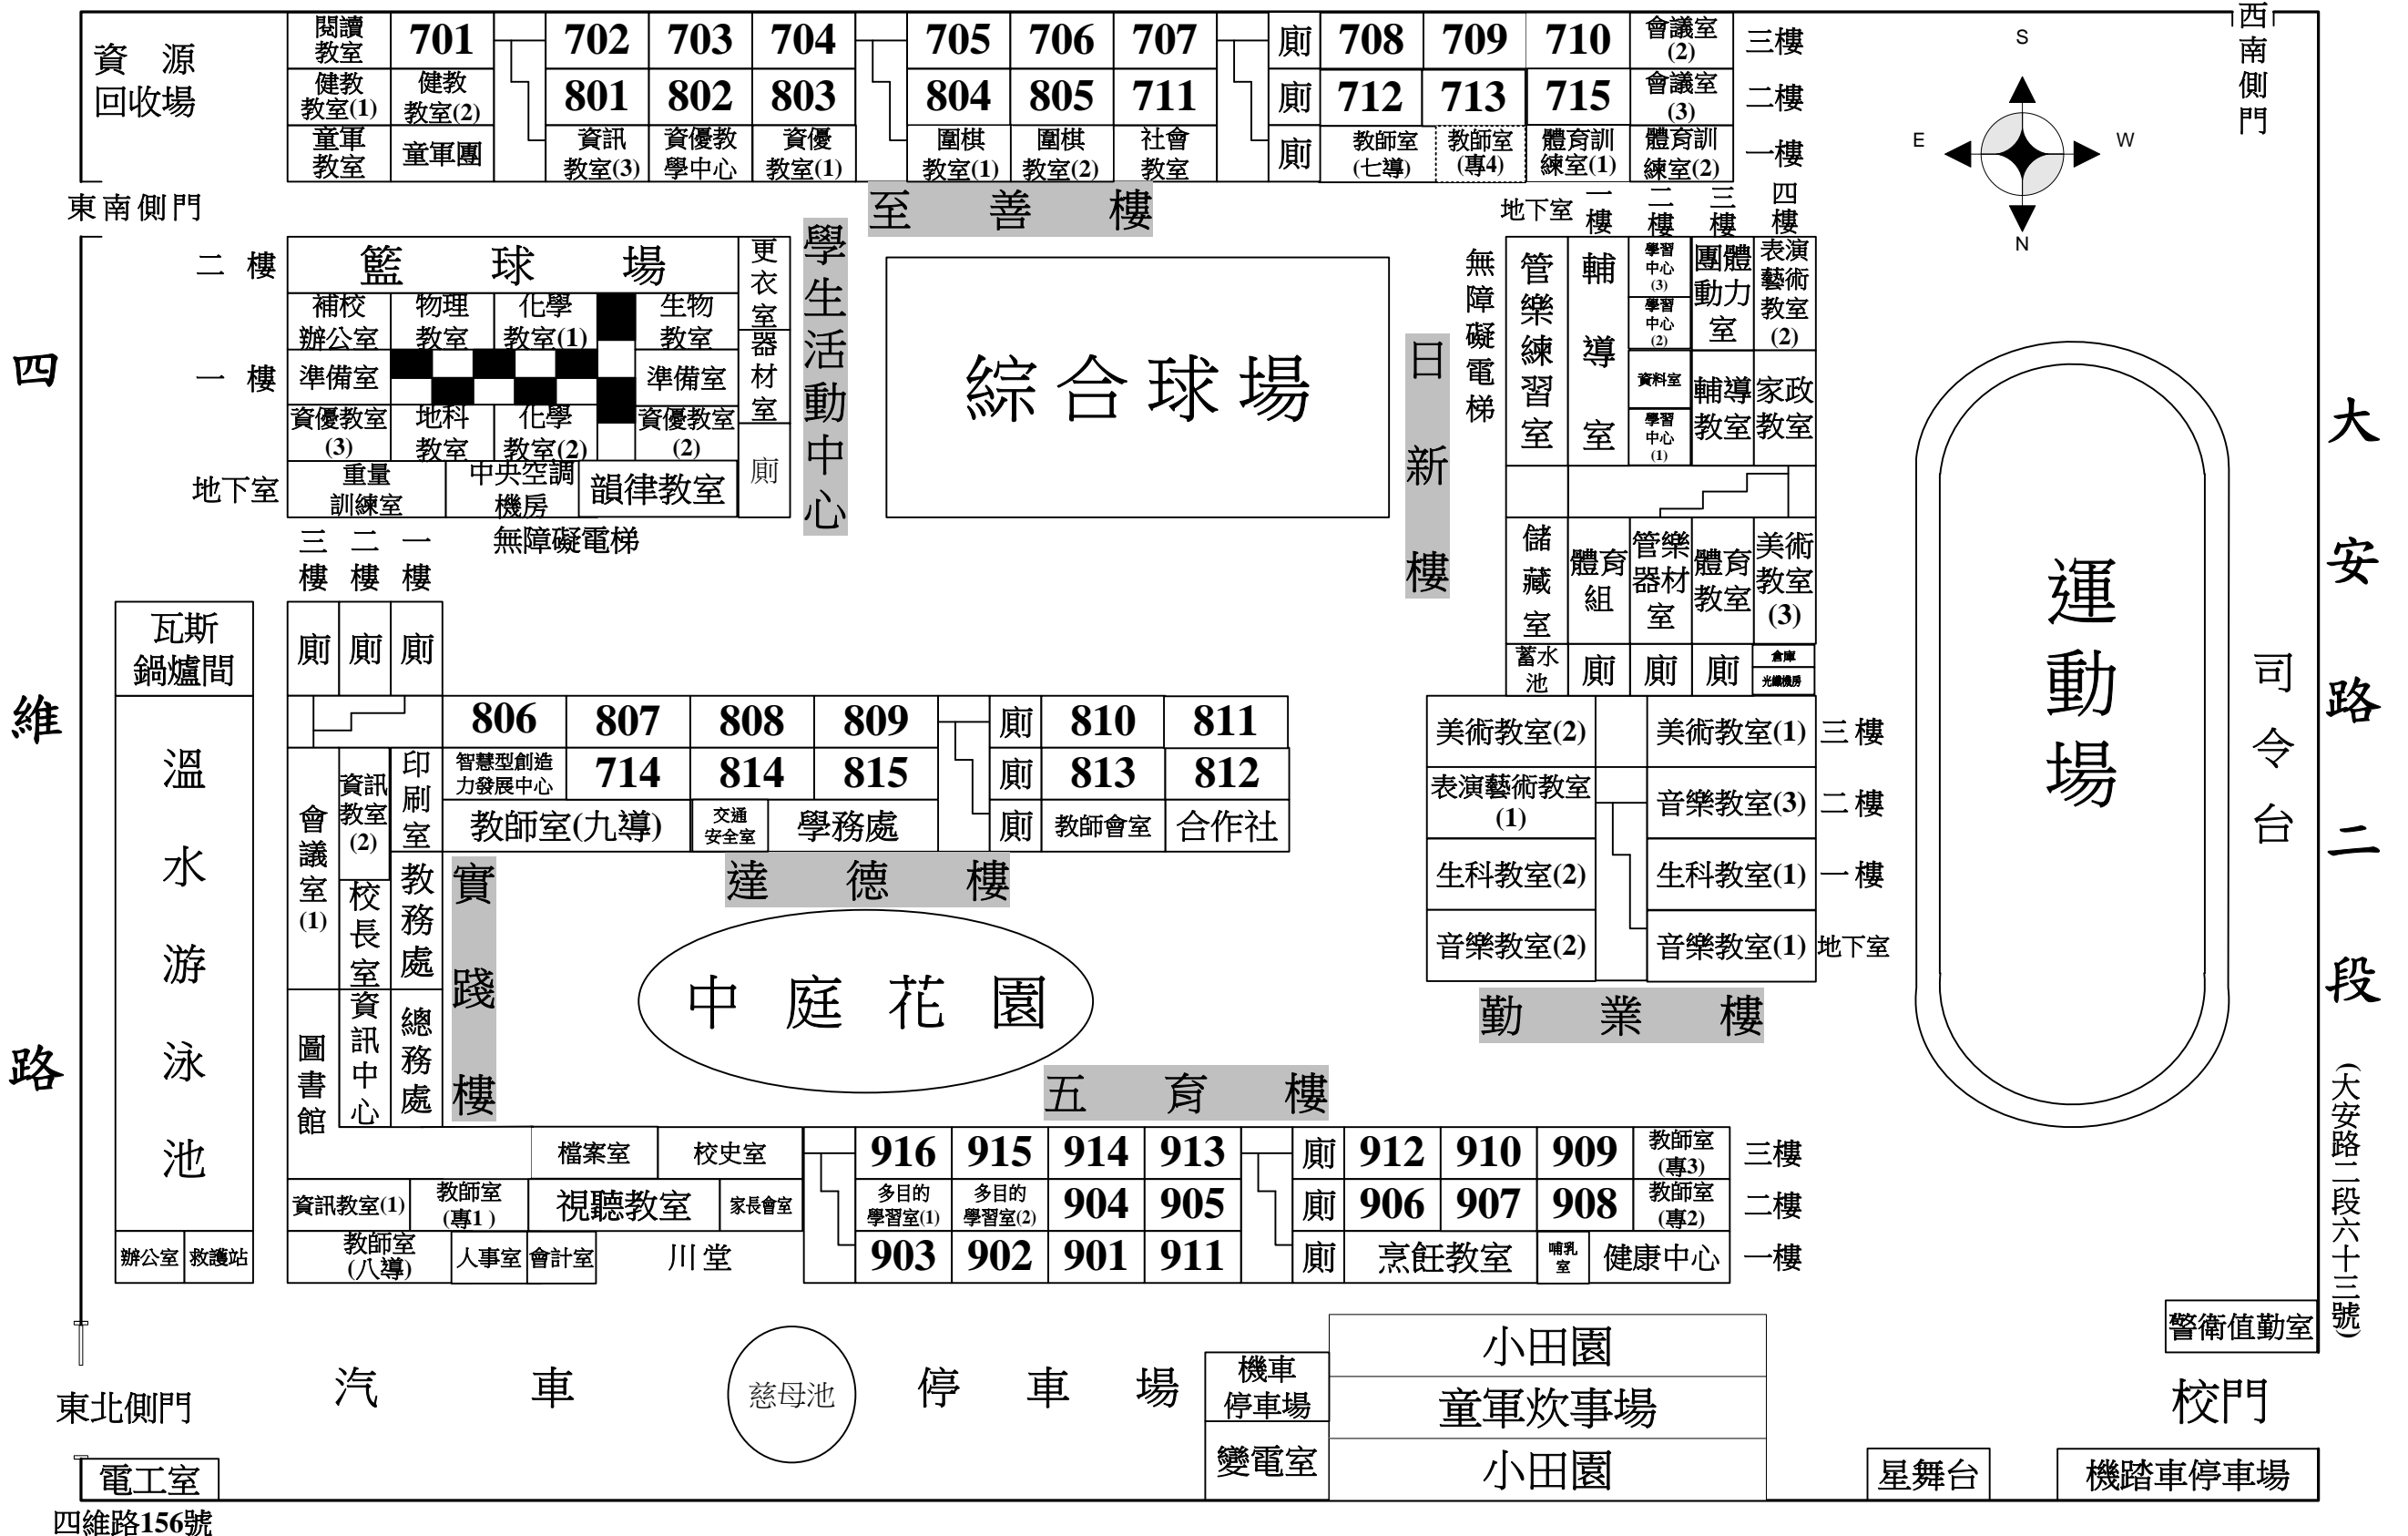 資 源
回收場
閱讀
教室
701
702
703
704
705
706
707
廁
708
709
710
會議室
(2)
三樓
健教
教室(1)
健教
教室(2)
801
802
803
804
805
711
廁
712
713
715
會議室
(3)
二樓
童軍
教室
童軍團
資訊
教室(3)
資優教
學中心
資優
教室(1)
圍棋
教室(1)
圍棋
教室(2)
社會
教室
廁
教師室
(七導)
教師室
(專4)
體育訓
練室(1)
體育訓
練室(2)
一樓
至善樓
西南側門
S
E
W
N
東南側門
二樓
籃球場
更衣室
器材室
廁
補校
辦公室
物理
教室
化學
教室(1)
生物
教室
一樓
準備室
準備室
資優教室
(3)
地科
教室
化學
教室(2)
資優教室
(2)
地下室
重量
訓練室
中央空調
機房
韻律教室
無障礙電梯
學生活動中心
綜合球場
日新樓
無障礙電梯
地下室
一樓
二樓
三樓
四樓
管樂練習室
輔導室
學習
中心
(3)
學習
中心
(2)
資料室
學習
中心
(1)
團體
動力
室
輔導
教室
表演
藝術
教室
(2)
家政
教室
儲藏室
體育
組
管樂
器材
室
體育
教室
美術
教室
(3)
蓄水
池
廁
廁
廁
倉庫
光纖機房
四維路
三樓
二樓
一樓
廁
廁
廁
瓦斯
鍋爐間
溫水游泳池
辦公室
救護站
806
807
808
809
廁
810
811
智慧型創造
力發展中心
714
814
815
廁
813
812
教師室(九導)
交通
安全室
學務處
廁
教師會室
合作社
達德樓
會議室(1)
資訊
教室
(2)
印刷室
校長室
教務處
圖書館
資訊中心
總務處
實踐樓
中庭花園
五育樓
美術教室(2)
美術教室(1)
三樓
表演藝術教室
(1)
音樂教室(3)
二樓
生科教室(2)
生科教室(1)
一樓
音樂教室(2)
音樂教室(1)
地下室
勤業樓
運動場
司令台
大安路二段
(大安路二段六十三號)
檔案室
校史室
916
915
914
913
廁
912
910
909
教師室
(專3)
三樓
資訊教室(1)
教師室
(專1 )
視聽教室
家長會室
多目的
學習室(1)
多目的
學習室(2)
904
905
廁
906
907
908
教師室
(專2)
二樓
教師室
(八導)
人事室
會計室
川堂
903
902
901
911
廁
烹飪教室
哺乳
室
健康中心
一樓
東北側門
汽車
慈母池
停車場
機車
停車場
變電室
小田園
童軍炊事場
小田園
警衛值勤室
校門
星舞台
機踏車停車場
電工室
四維路156號